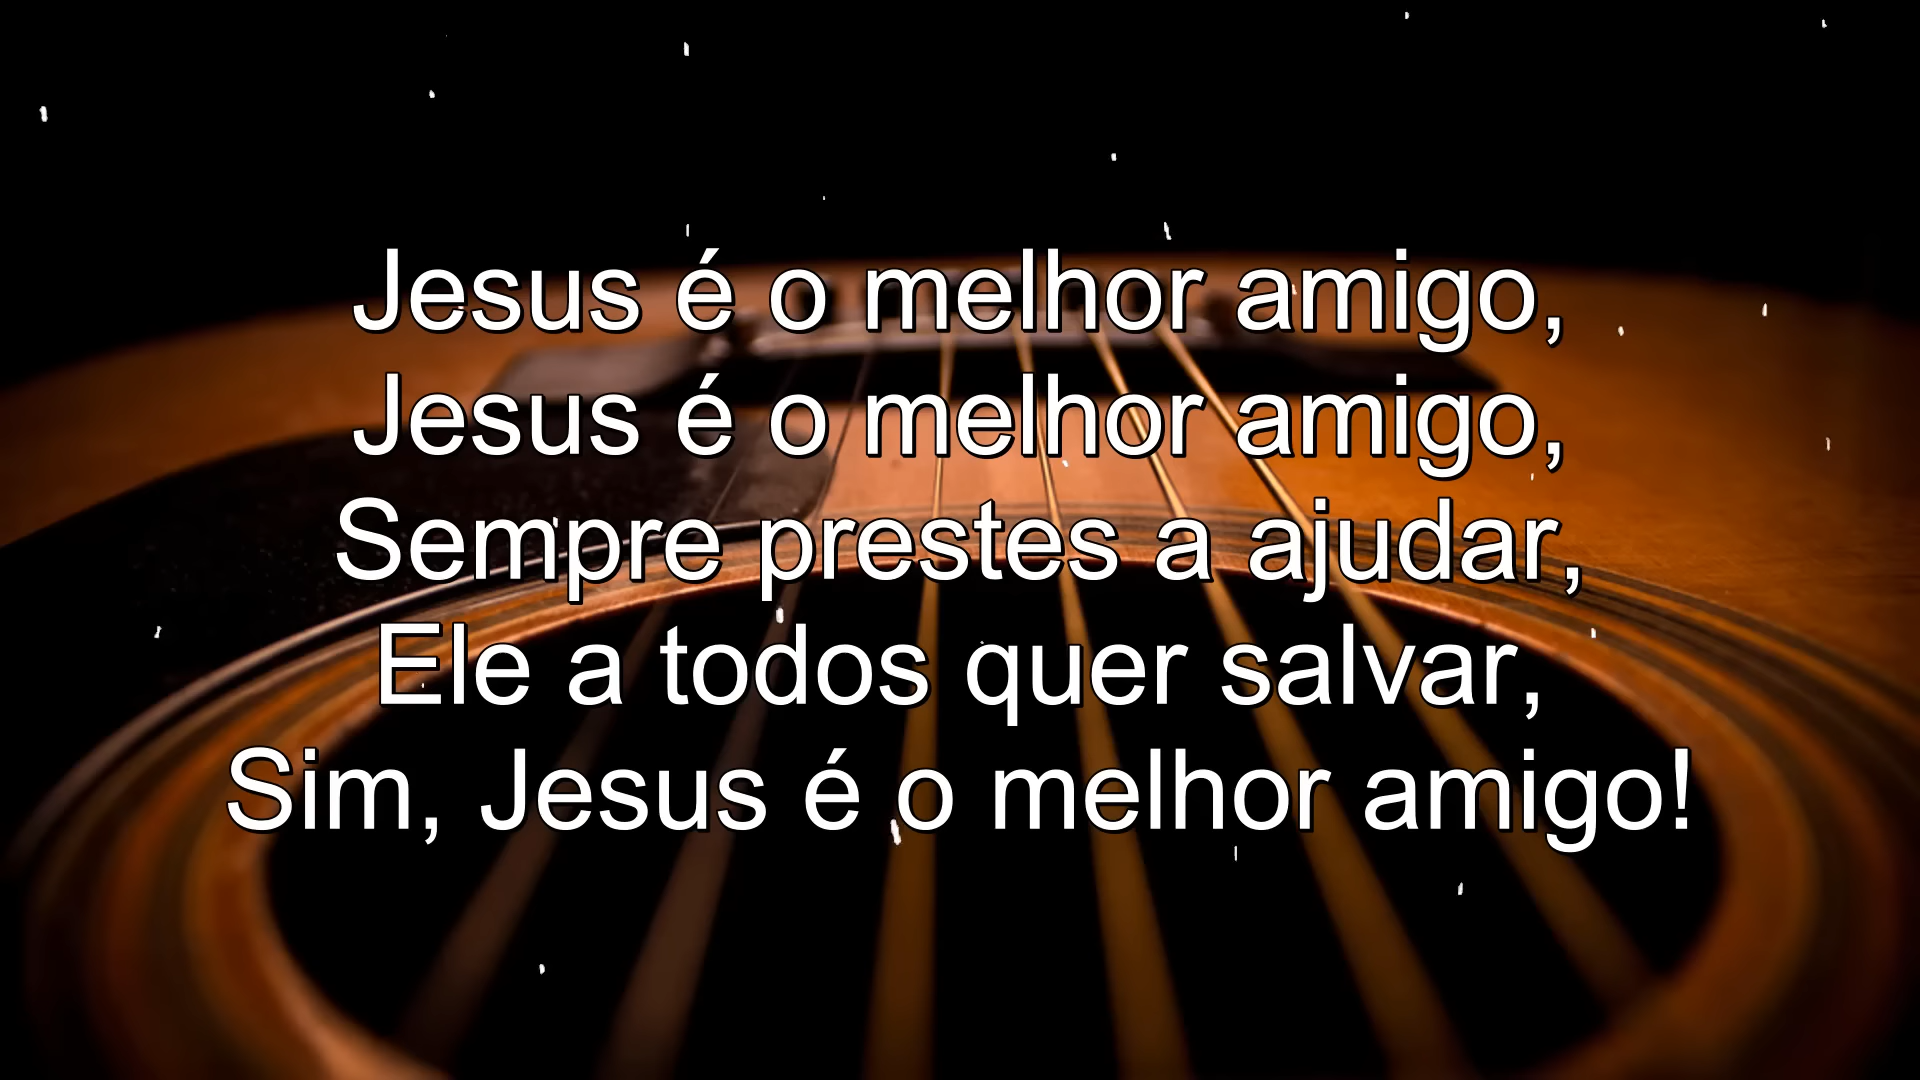 Jesus é o melhor amigo,
Jesus é o melhor amigo,
Sempre prestes a ajudar,
Ele a todos quer salvar,
Sim, Jesus é o melhor amigo!